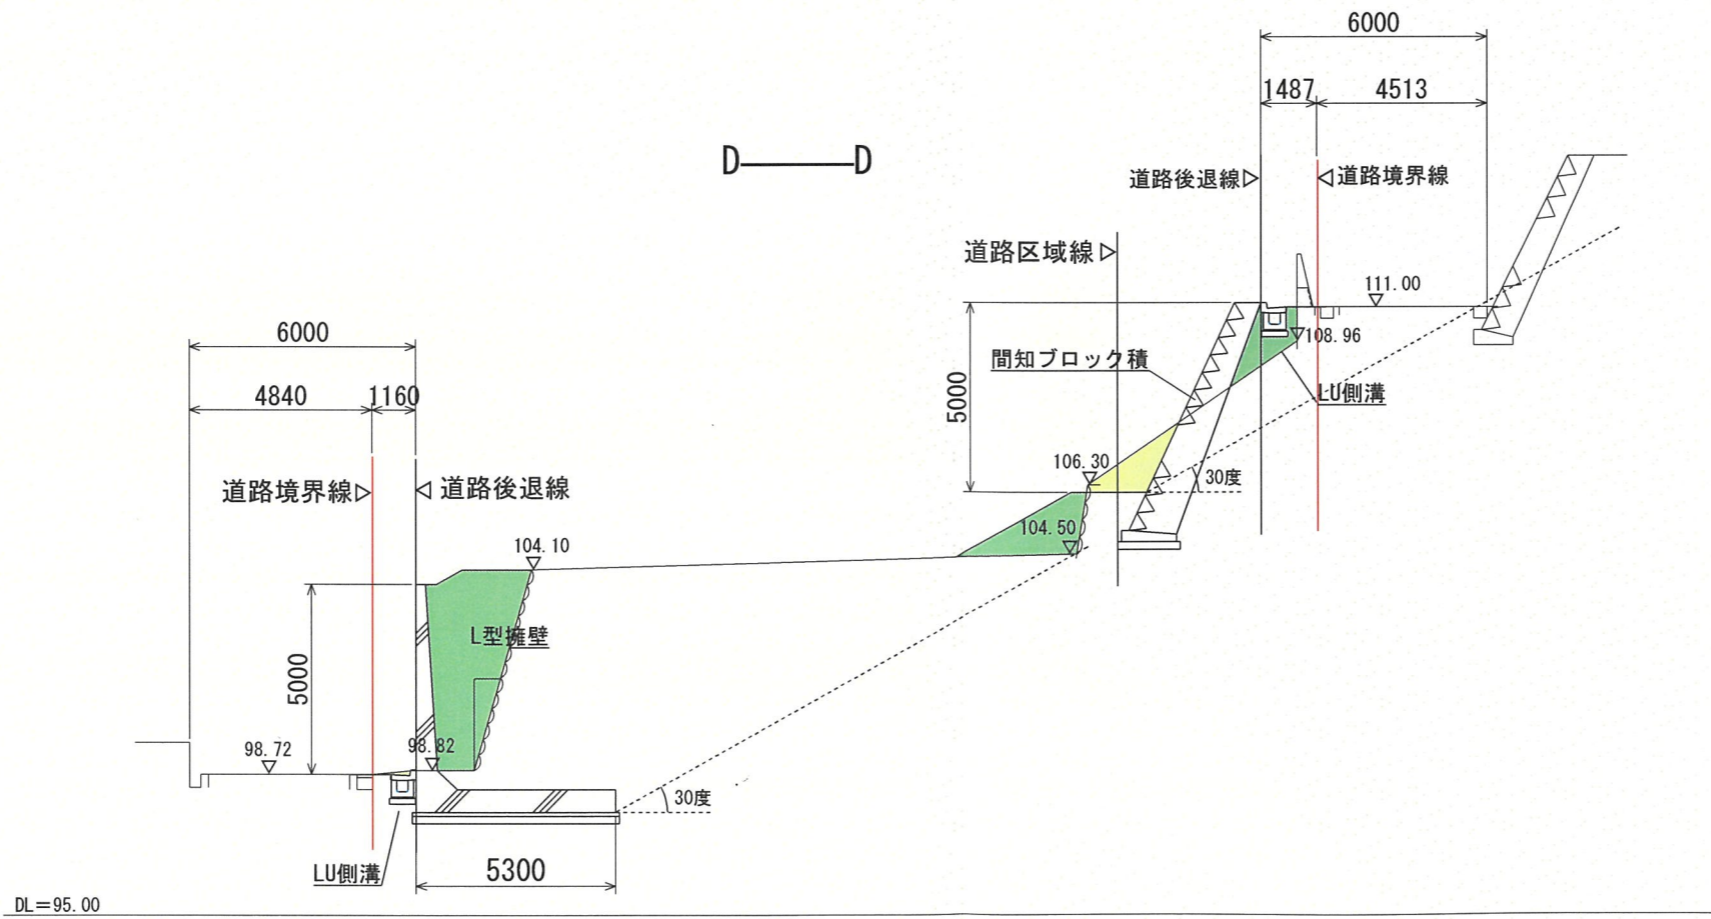 6000
1487
4513
D D
道路後退線
道路境界線
道路区域線
111.00
6000
間知ブロック積
108.96
5000
LU側溝
4840
1160
106.30
30度
道路境界線
道路後退線
104.50
104.10
L型擁壁
5000
98.72
98.82
30度
LU側溝
5300
DL=95.00